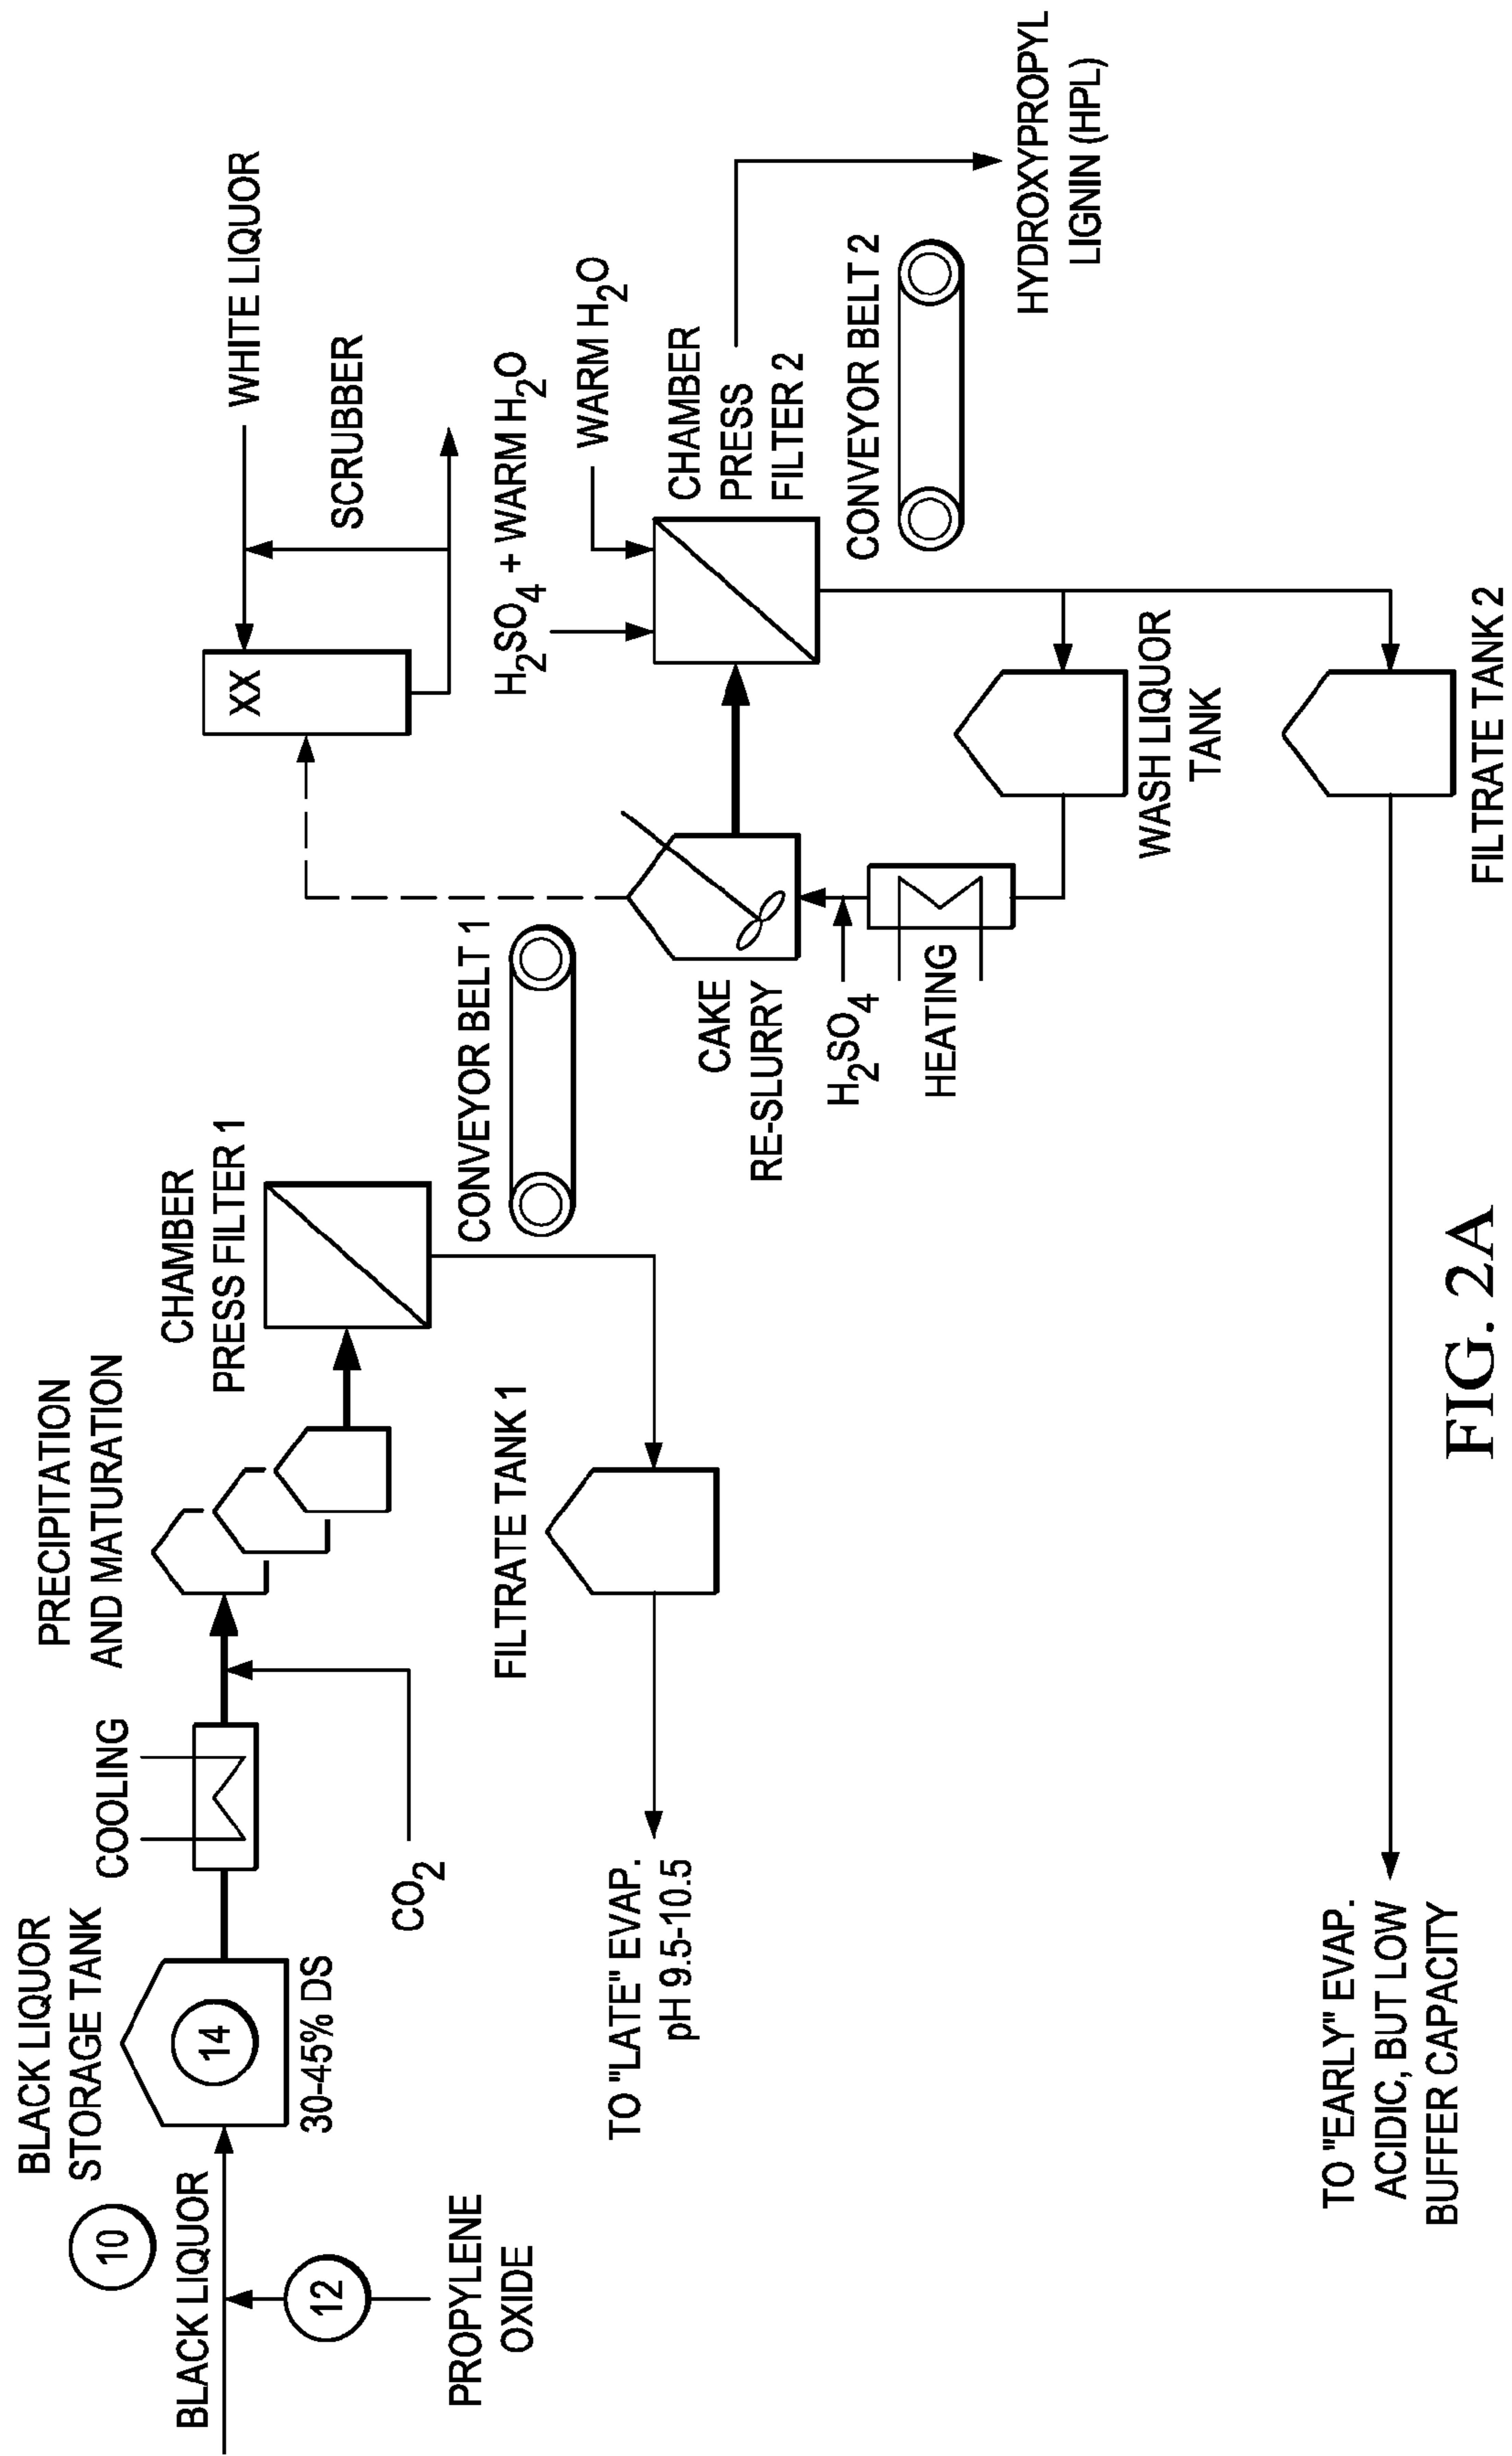 BLACK LIQUOR
STORAGE TANK
10
BLACK LIQUOR
14
30-45% DS
12
PROPYLENE
OXIDE
COOLING
CO2
PRECIPITATION
AND MATURATION
CHAMBER
PRESS FILTER 1
FILTRATE TANK 1
TO "LATE" EVAP.
pH 9.5-10.5
CONVEYOR BELT 1
CAKE
RE-SLURRY
H2SO4
HEATING
XX
WHITE LIQUOR
SCRUBBER
H2SO4 + WARM H2O
WARM H2O
CHAMBER
PRESS
FILTER 2
CONVEYOR BELT 2
HYDROXYPROPYL
LIGNIN (HPL)
WASH LIQUOR
TANK
FILTRATE TANK 2
TO "EARLY" EVAP.
ACIDIC, BUT LOW
BUFFER CAPACITY
FIG. 2A